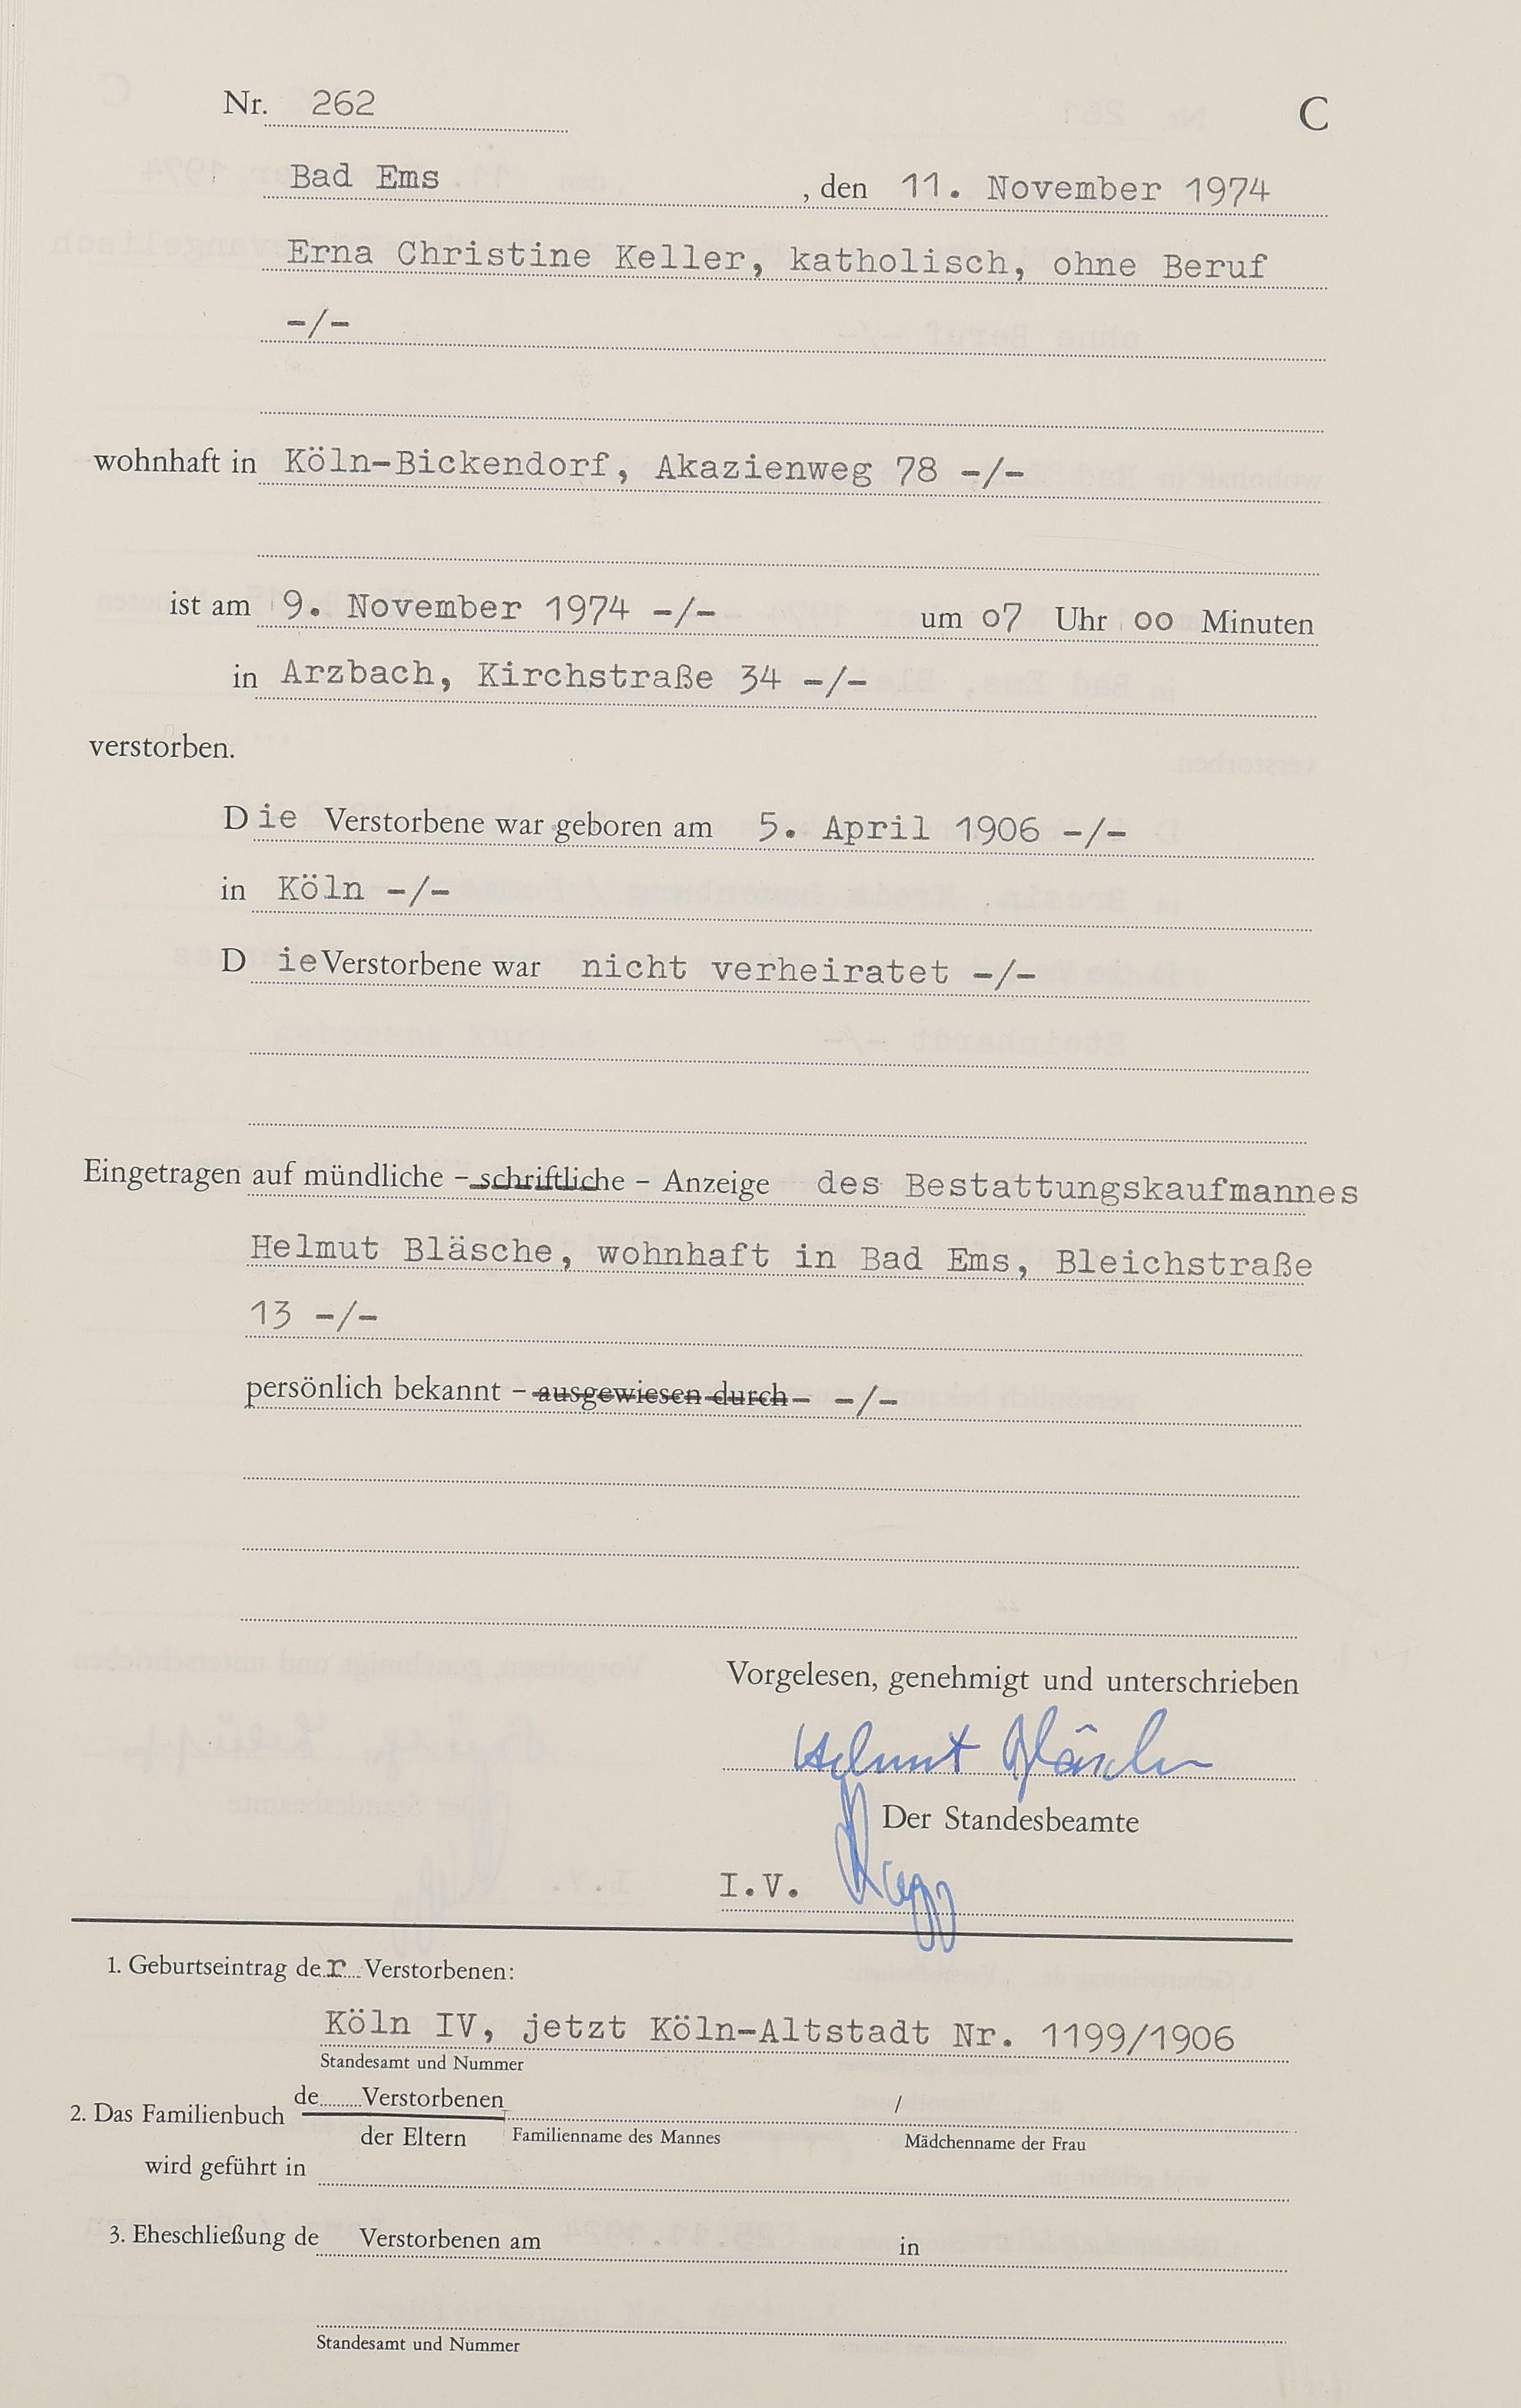 Nr. 262
C
Bad Ems , den 11. November 1974
Erna Christine Keller, katholisch, ohne Beruf
-/-
wohnhaft in Köln-Bickendorf, Akazienweg 78 -/-
ist am 9. November 1974 -/- um 07 Uhr 00 Minuten
in Arzbach, Kirchstraße 34 -/-
verstorben.
Die Verstorbene war geboren am 5. April 1906 -/-
in Köln -/-
D ie Verstorbene war nicht verheiratet -/-
Eingetragen auf mündliche - schriftliche - Anzeige des Bestattungskaufmannes
Helmut Bläsche, wohnhaft in Bad Ems, Bleichstraße
13 -/-
persönlich bekannt - ausgewiesen durch - -/-
Vorgelesen, genehmigt und unterschrieben
Helmut Bläsche
Der Standesbeamte
I.V.
1. Geburtseintrag der Verstorbenen:
Köln IV, jetzt Köln-Altstadt Nr. 1199/1906
Standesamt und Nummer
de Verstorbenen /
2. Das Familienbuch
der Eltern Familienname des Mannes Mädchenname der Frau
wird geführt in
3. Eheschließung de Verstorbenen am in
Standesamt und Nummer